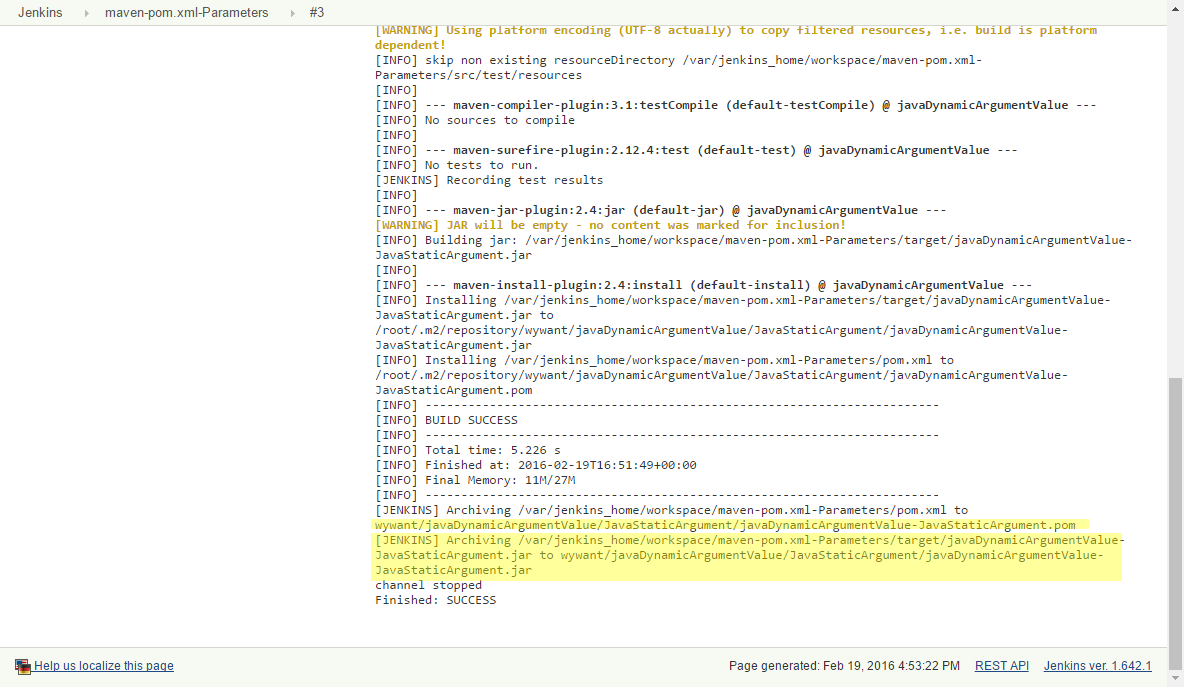 Jenkins maven-pom.xml-Parameters #3
[WARNING] Using platform encoding (UTF-8 actually) to copy filtered resources, i.e. build is platform
dependent!
[INFO] skip non existing resourceDirectory /var/jenkins_home/workspace/maven-pom.xml-
Parameters/src/test/resources
[INFO]
[INFO] --- maven-compiler-plugin:3.1:testCompile (default-testCompile) @ javaDynamicArgumentValue ---
[INFO] No sources to compile
[INFO]
[INFO] --- maven-surefire-plugin:2.12.4:test (default-test) @ javaDynamicArgumentValue ---
[INFO] No tests to run.
[JENKINS] Recording test results
[INFO]
[INFO] --- maven-jar-plugin:2.4:jar (default-jar) @ javaDynamicArgumentValue ---
[WARNING] JAR will be empty - no content was marked for inclusion!
[INFO] Building jar: /var/jenkins_home/workspace/maven-pom.xml-Parameters/target/javaDynamicArgumentValue-
JavaStaticArgument.jar
[INFO]
[INFO] --- maven-install-plugin:2.4:install (default-install) @ javaDynamicArgumentValue ---
[INFO] Installing /var/jenkins_home/workspace/maven-pom.xml-Parameters/target/javaDynamicArgumentValue-
JavaStaticArgument.jar to
/root/.m2/repository/wywant/javaDynamicArgumentValue/JavaStaticArgument/javaDynamicArgumentValue-
JavaStaticArgument.jar
[INFO] Installing /var/jenkins_home/workspace/maven-pom.xml-Parameters/pom.xml to
/root/.m2/repository/wywant/javaDynamicArgumentValue/JavaStaticArgument/javaDynamicArgumentValue-
JavaStaticArgument.pom
[INFO] ------------------------------------------------------------------------
[INFO] BUILD SUCCESS
[INFO] ------------------------------------------------------------------------
[INFO] Total time: 5.226 s
[INFO] Finished at: 2016-02-19T16:51:49+00:00
[INFO] Final Memory: 11M/27M
[INFO] ------------------------------------------------------------------------
[JENKINS] Archiving /var/jenkins_home/workspace/maven-pom.xml-Parameters/pom.xml to
wywant/javaDynamicArgumentValue/JavaStaticArgument/javaDynamicArgumentValue-JavaStaticArgument.pom
[JENKINS] Archiving /var/jenkins_home/workspace/maven-pom.xml-Parameters/target/javaDynamicArgumentValue-
JavaStaticArgument.jar to wywant/javaDynamicArgumentValue/JavaStaticArgument/javaDynamicArgumentValue-
JavaStaticArgument.jar
channel stopped
Finished: SUCCESS
Help us localize this page Page generated: Feb 19, 2016 4:53:22 PM REST API Jenkins ver. 1.642.1